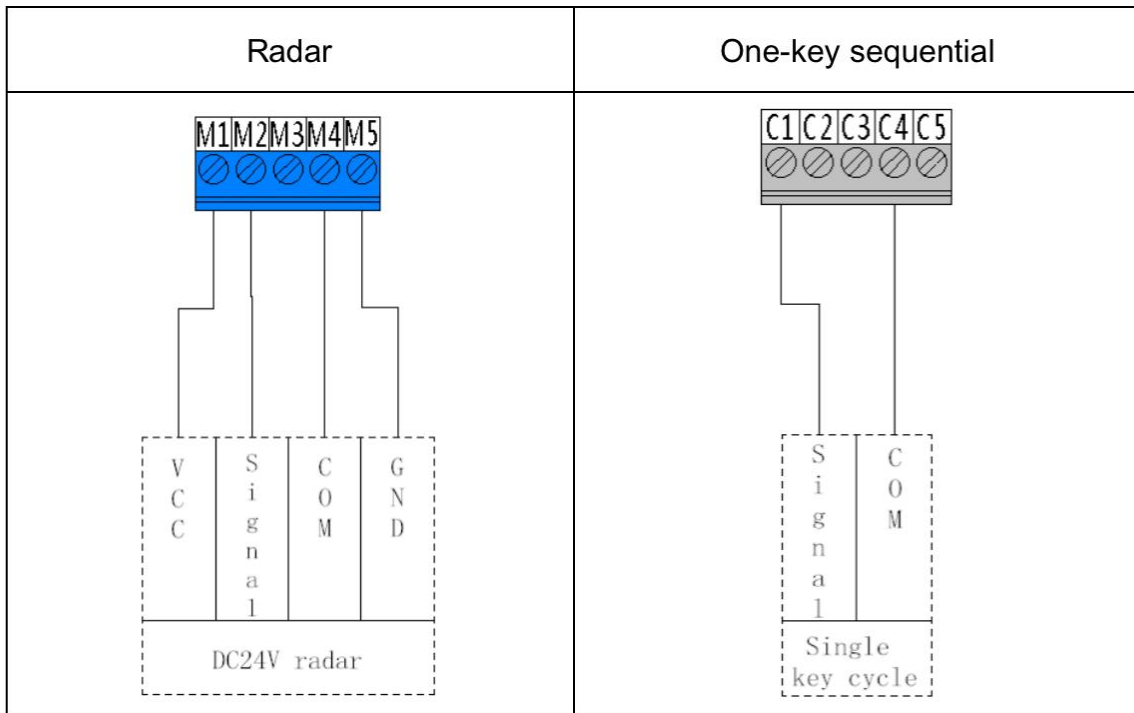 Radar
One-key sequential
M1 M2 M3 M4 M5
C1 C2 C3 C4 C5
VCC
Signal
COM
GND
Signal
COM
DC24V radar
Single
key cycle